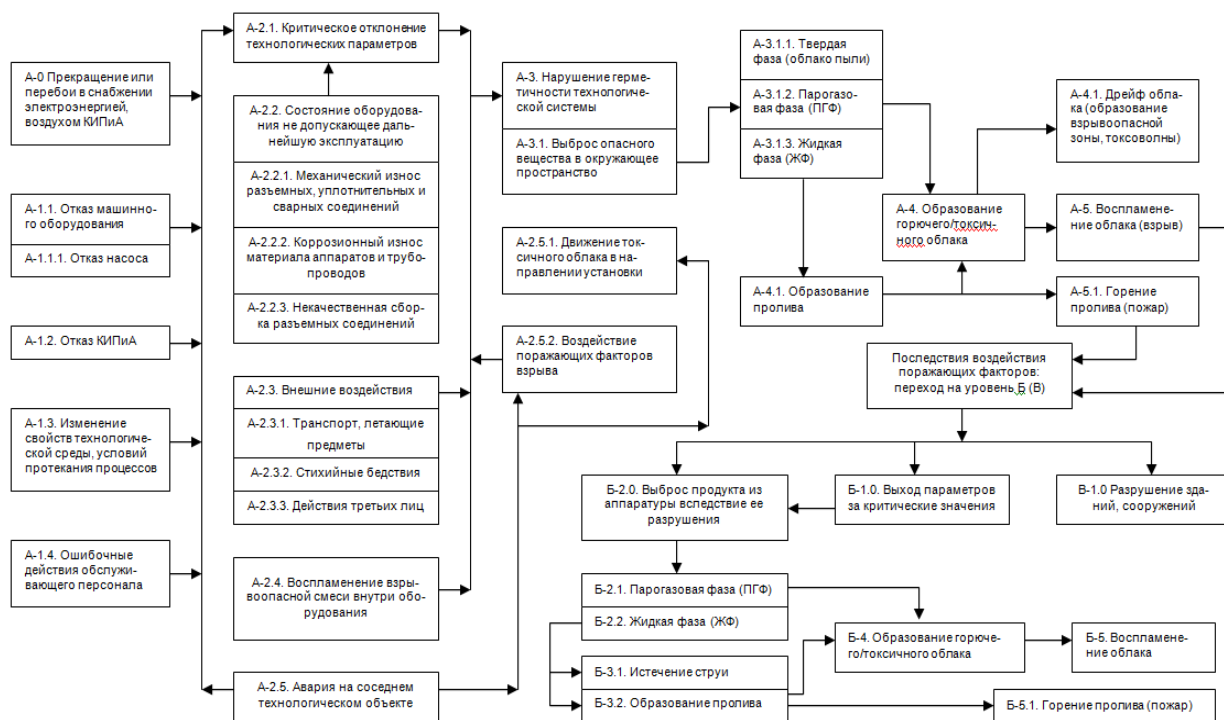 А-0 Прекращение или
перебои в снабжении
электроэнергией,
воздухом КИПиА
А-1.1. Отказ машинно-
го оборудования
А-1.1.1. Отказ насоса
А-1.2. Отказ КИПиА
А-1.3. Изменение
свойств технологиче-
ской среды, условий
протекания процессов
А-1.4. Ошибочные
действия обслужи-
вающего персонала
А-2.1. Критическое отклонение
технологических параметров
А-2.2. Состояние оборудова-
ния не допускающее даль-
нейшую эксплуатацию
А-2.2.1. Механический износ
разъемных, уплотнительных и
сварных соединений
А-2.2.2. Коррозионный износ
материала аппаратов и трубо-
проводов
А-2.2.3. Некачественная сбор-
ка разъемных соединений
А-2.3. Внешние воздействия
А-2.3.1. Транспорт, летающие
предметы
А-2.3.2. Стихийные бедствия
А-2.3.3. Действия третьих лиц
А-2.4. Воспламенение взры-
воопасной смеси внутри обо-
рудования
А-2.5. Авария на соседнем
технологическом объекте
А-3. Нарушение герме-
тичности технологиче-
ской системы
А-3.1. Выброс опасного
вещества в окружающее
пространство
А-2.5.1. Движение ток-
сичного облака в на-
правлении установки
А-2.5.2. Воздействие
поражающих факторов
взрыва
А-3.1.1. Твердая
фаза (облако пыли)
А-3.1.2. Парогазо-
вая фаза (ПГФ)
А-3.1.3. Жидкая
фаза (ЖФ)
А-4. Образование
горючего/токсич-
ного облака
А-4.1. Образование
пролива
А-4.1. Дрейф обла-
ка (образование
взрывоопасной
зоны, токсоволны)
А-5. Воспламене-
ние облака (взрыв)
А-5.1. Горение
пролива (пожар)
Последствия воздействия
поражающих факторов:
переход на уровень Б (В)
Б-2.0. Выброс продукта из
аппаратуры вследствие ее
разрушения
Б-1.0. Выход параметров
за критические значения
В-1.0 Разрушение зда-
ний, сооружений
Б-2.1. Парогазовая фаза (ПГФ)
Б-2.2. Жидкая фаза (ЖФ)
Б-3.1. Истечение струи
Б-3.2. Образование пролива
Б-4. Образование горюче-
го/токсичного облака
Б-5. Воспламене-
ние облака
Б-5.1. Горение пролива (пожар)